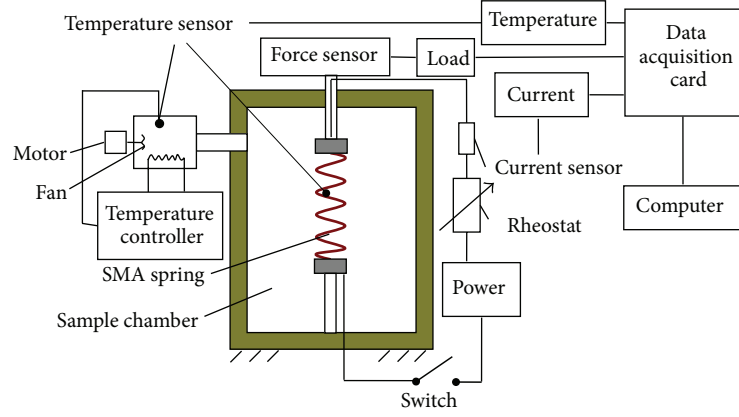 Temperature sensor
Temperature
Force sensor
Load
Data
acquisition
card
Current
Motor
Fan
Current sensor
Temperature
controller
Rheostat
Computer
SMA spring
Power
Sample chamber
Switch